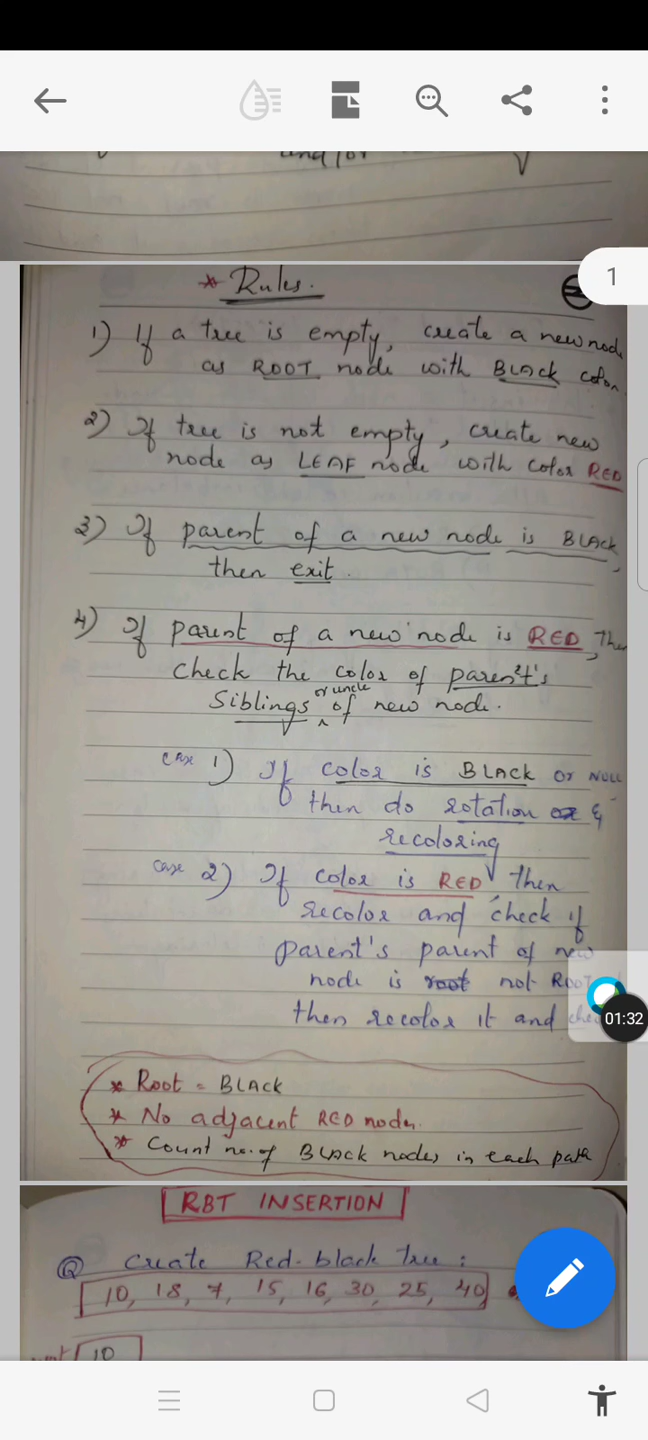 and/or
1
* Rules.
1) If a tree is empty, create a new node
as ROOT node with BLACK color.
2) If tree is not empty, create new
node as LEAF node with color RED
3) If parent of a new node is BLACK,
then exit.
4) If parent of a new node is RED, then
check the color of parent's
or uncle
Siblings of new node.
case 1) If color is BLACK or NULL
then do rotation &
recoloring
case 2) If color is RED then
recolor and check if
parent's parent of new
node is root not ROOT
then recolor it and
01:32
* Root = BLACK
* No adjacent RED nodes.
* Count no. of BLACK nodes in each path
RBT INSERTION
Q Create Red-black Tree :
10, 18, 7, 15, 16, 30, 25, 40
10